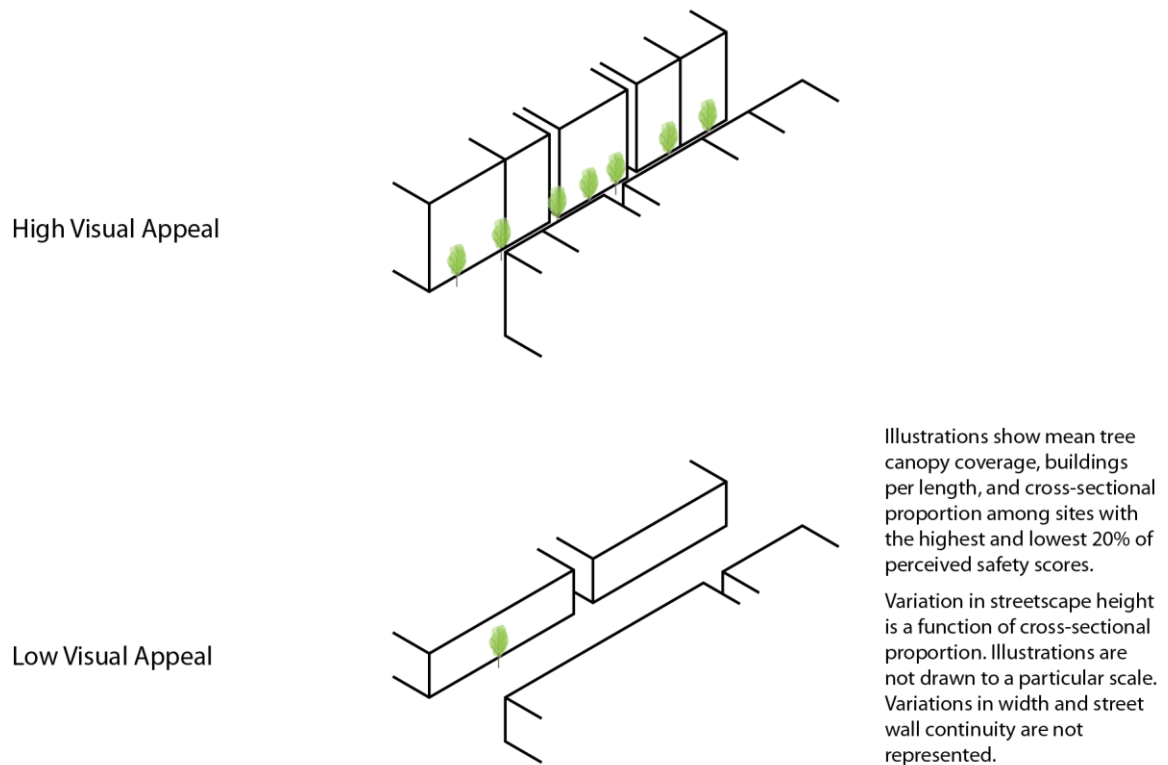 High Visual Appeal
Low Visual Appeal
Illustrations show mean tree
canopy coverage, buildings
per length, and cross-sectional
proportion among sites with
the highest and lowest 20% of
perceived safety scores.
Variation in streetscape height
is a function of cross-sectional
proportion. Illustrations are
not drawn to a particular scale.
Variations in width and street
wall continuity are not
represented.